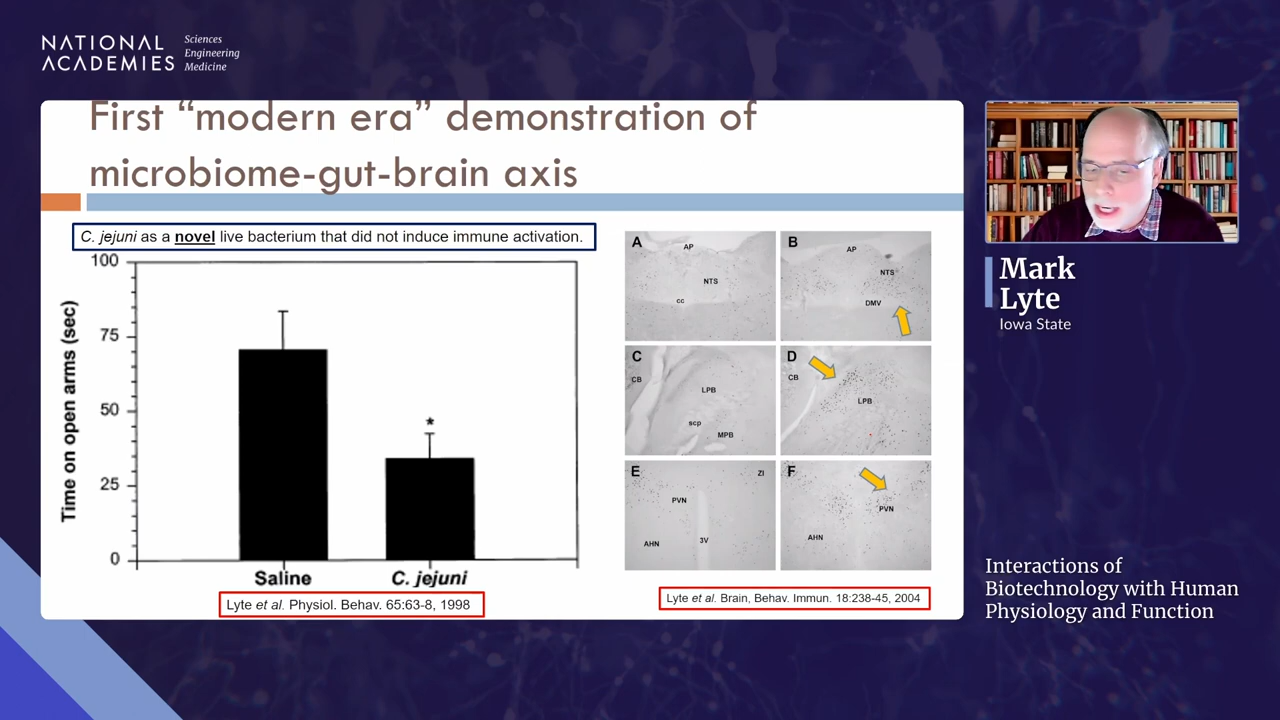 NATIONAL
ACADEMIES
Sciences
Engineering
Medicine
First “modern era” demonstration of
microbiome-gut-brain axis
C. jejuni as a novel live bacterium that did not induce immune activation.
Time on open arms (sec)
100
75
50
25
0
*
Saline
C. jejuni
Lyte et al. Physiol. Behav. 65:63-8, 1998
A
AP
NTS
cc
B
AP
NTS
DMV
C
CB
LPB
scp
MPB
D
CB
LPB
E
ZI
PVN
AHN
3V
F
PVN
AHN
Lyte et al. Brain, Behav. Immun. 18:238-45, 2004
Mark
Lyte
Iowa State
Interactions of
Biotechnology with Human
Physiology and Function